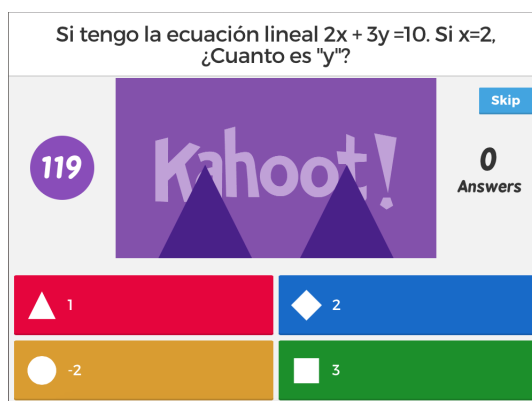 Si tengo la ecuación lineal 2x + 3y =10. Si x=2,
¿Cuanto es "y"?
Skip
119
Kahoot!
0
Answers
1
2
-2
3